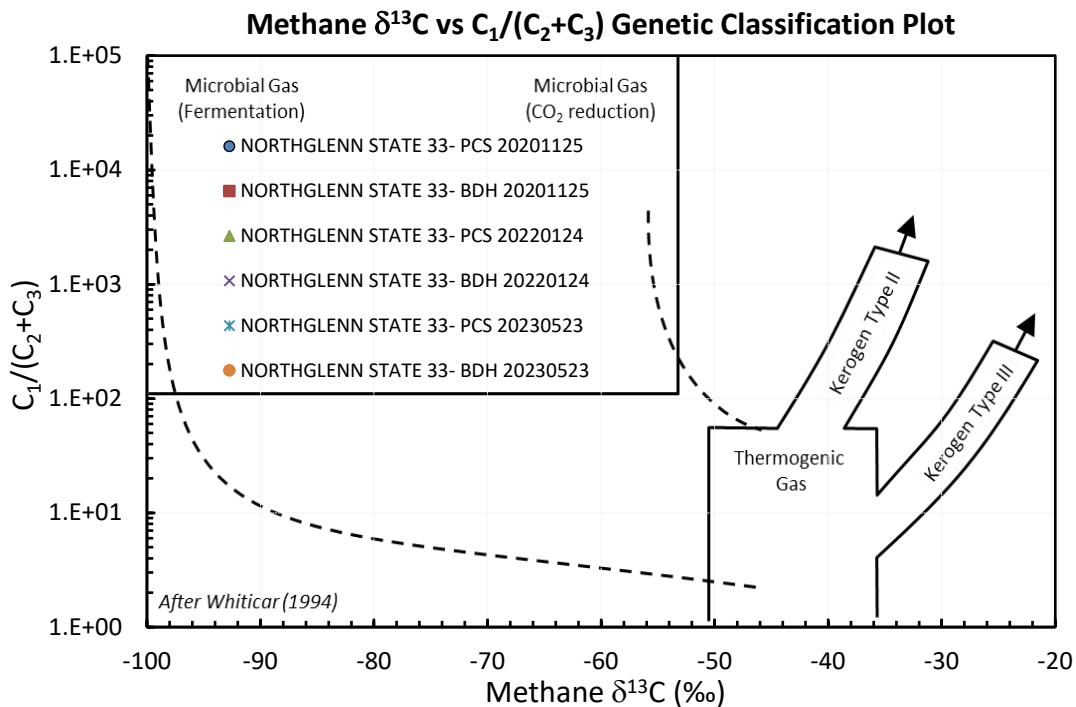 Methane δ¹³C vs C₁/(C₂+C₃) Genetic Classification Plot
C₁/(C₂+C₃)
1.E+05
1.E+04
1.E+03
1.E+02
1.E+01
1.E+00
Microbial Gas
(Fermentation)
Microbial Gas
(CO₂ reduction)
NORTHGLENN STATE 33- PCS 20201125
NORTHGLENN STATE 33- BDH 20201125
NORTHGLENN STATE 33- PCS 20220124
NORTHGLENN STATE 33- BDH 20220124
NORTHGLENN STATE 33- PCS 20230523
NORTHGLENN STATE 33- BDH 20230523
Kerogen Type II
Kerogen Type III
Thermogenic
Gas
After Whiticar (1994)
-100 -90 -80 -70 -60 -50 -40 -30 -20
Methane δ¹³C (‰)